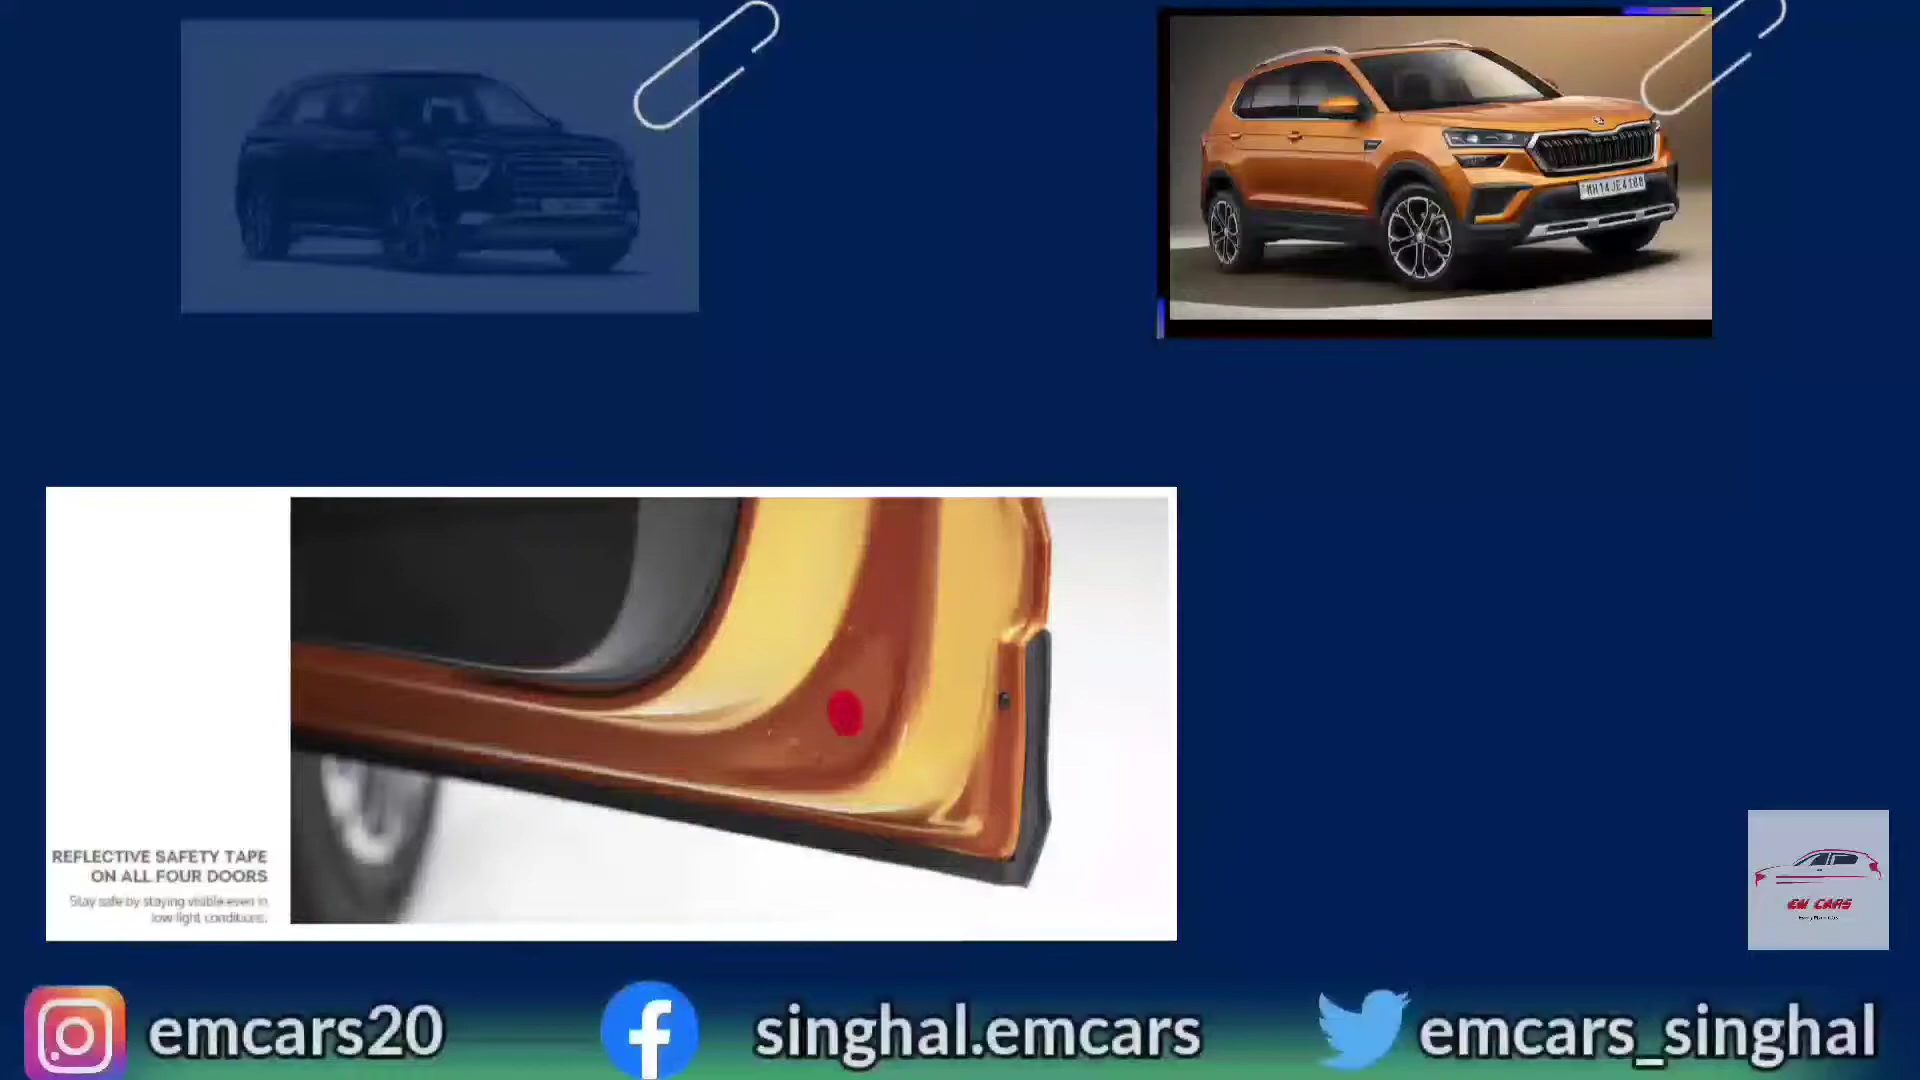 MH14JE4188
REFLECTIVE SAFETY TAPE
ON ALL FOUR DOORS
Stay safe by staying visible even in
low light conditions.
EM CARS
emcars20
singhal.emcars
emcars_singhal